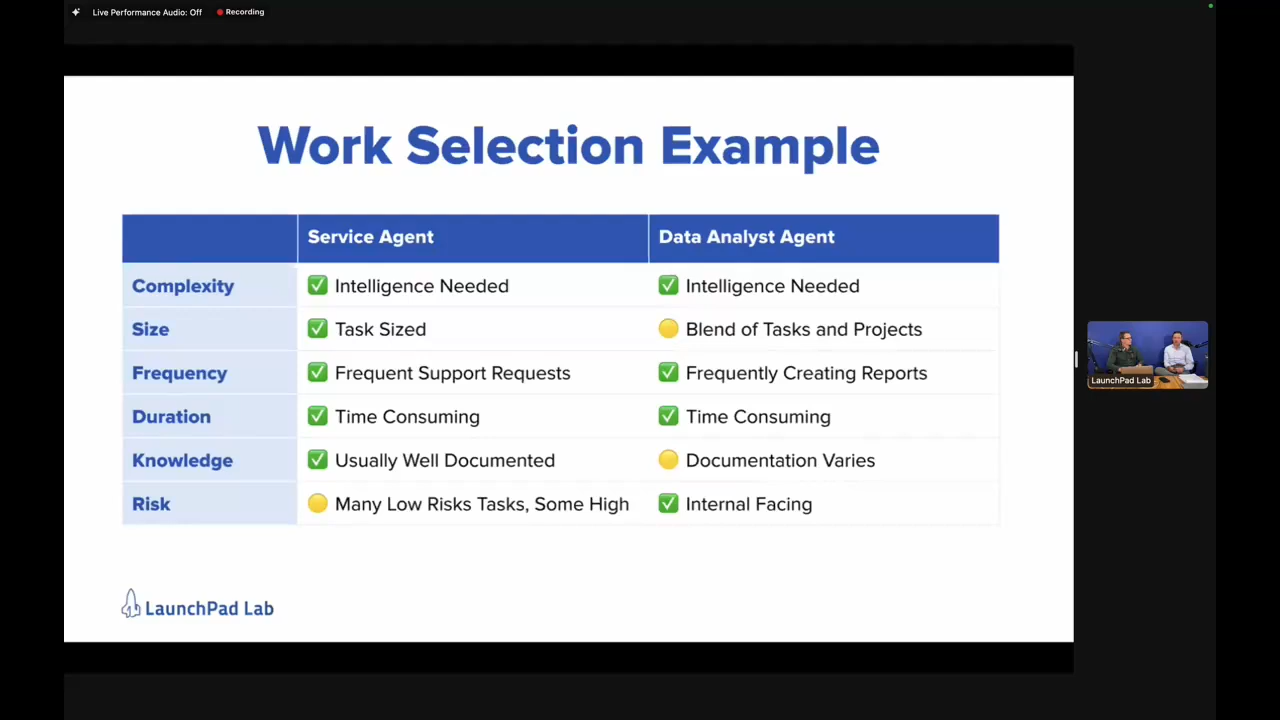 Live Performance Audio: Off Recording
Work Selection Example
Service Agent Data Analyst Agent
Complexity ✅ Intelligence Needed ✅ Intelligence Needed
Size ✅ Task Sized 🟡 Blend of Tasks and Projects
Frequency ✅ Frequent Support Requests ✅ Frequently Creating Reports
Duration ✅ Time Consuming ✅ Time Consuming
Knowledge ✅ Usually Well Documented 🟡 Documentation Varies
Risk 🟡 Many Low Risks Tasks, Some High ✅ Internal Facing
LaunchPad Lab
LaunchPad Lab